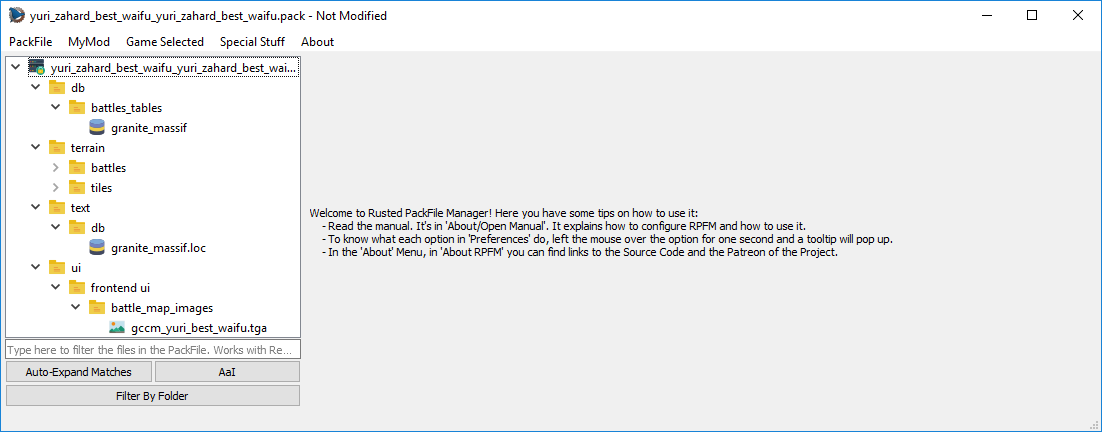 yuri_zahard_best_waifu_yuri_zahard_best_waifu.pack - Not Modified
PackFile MyMod Game Selected Special Stuff About
yuri_zahard_best_waifu_yuri_zahard_best_wai...
db
battles_tables
granite_massif
terrain
battles
tiles
text
db
granite_massif.loc
ui
frontend ui
battle_map_images
gccm_yuri_best_waifu.tga
Type here to filter the files in the PackFile. Works with Re...
Auto-Expand Matches AaI
Filter By Folder
Welcome to Rusted PackFile Manager! Here you have some tips on how to use it:
- Read the manual. It's in 'About/Open Manual'. It explains how to configure RPFM and how to use it.
- To know what each option in 'Preferences' do, left the mouse over the option for one second and a tooltip will pop up.
- In the 'About' Menu, in 'About RPFM' you can find links to the Source Code and the Patreon of the Project.